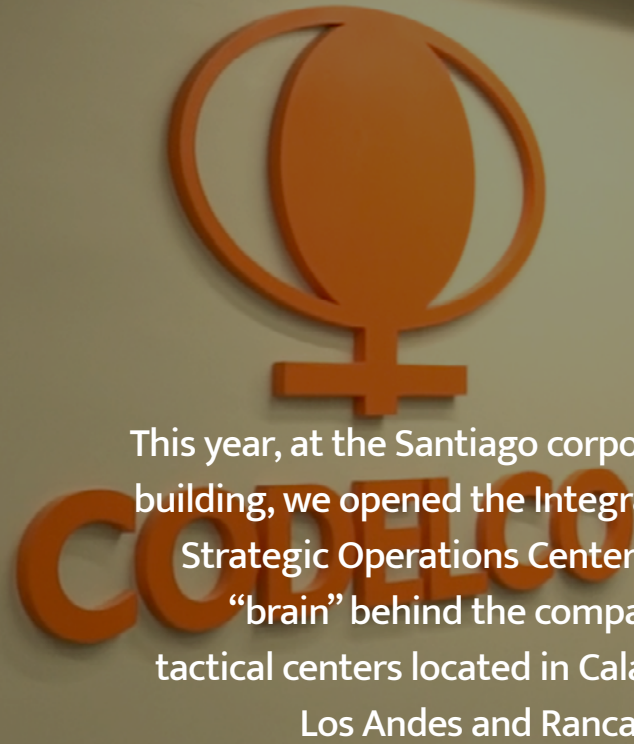 CODELCO
This year, at the Santiago corpo
building, we opened the Integr
Strategic Operations Center
“brain” behind the compa
tactical centers located in Cala
Los Andes and Ranca